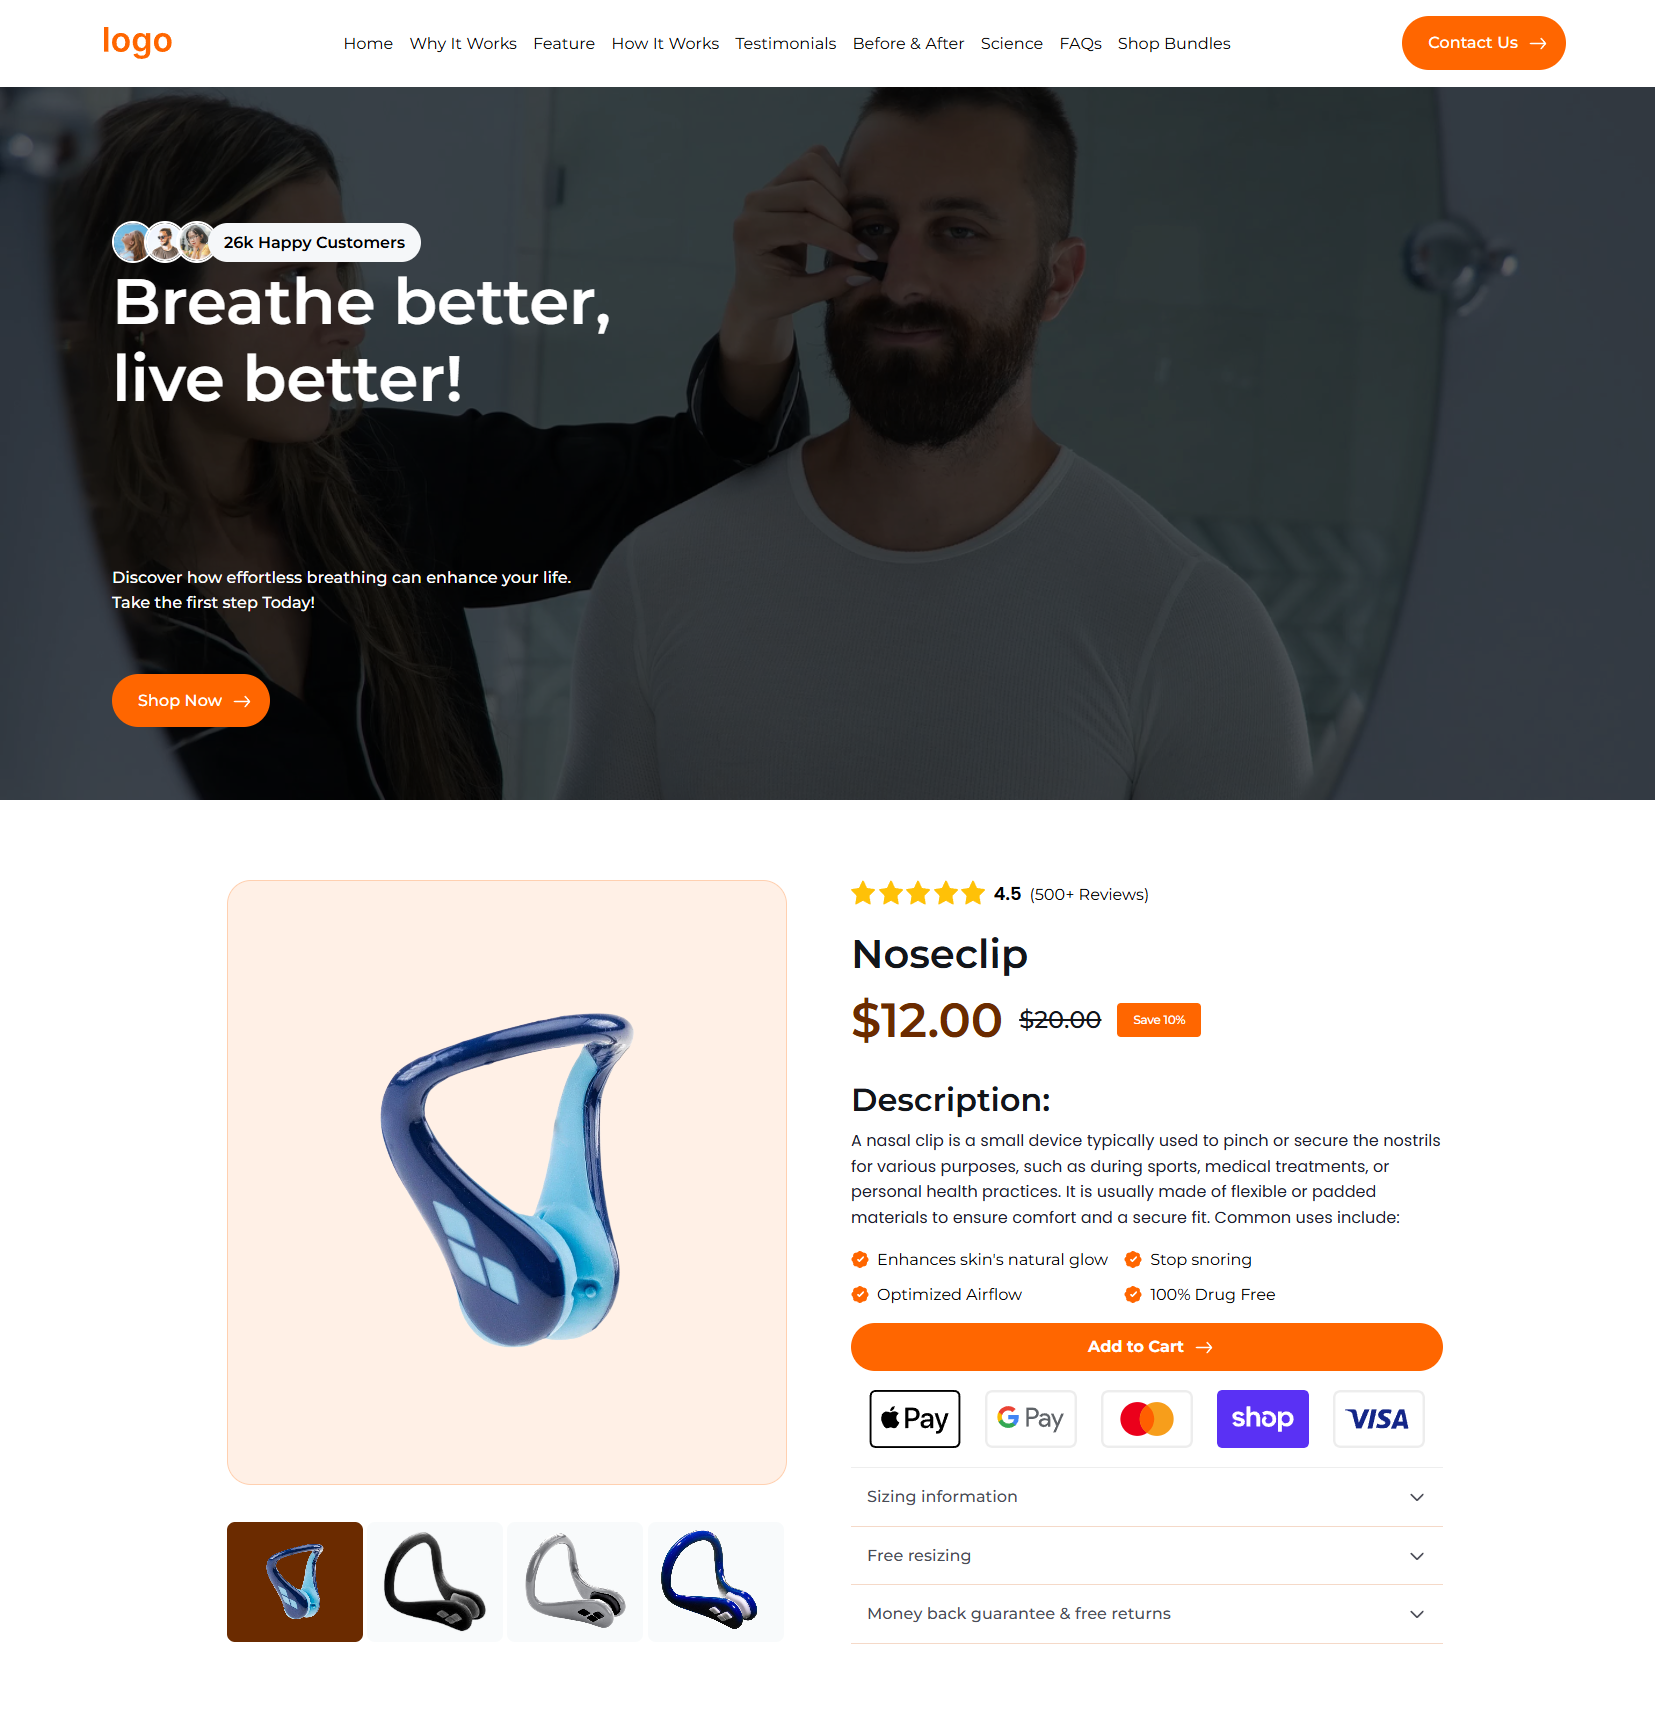 logo
Home Why It Works Feature How It Works Testimonials Before & After Science FAQs Shop Bundles
Contact Us
26k Happy Customers
Breathe better,
live better!
Discover how effortless breathing can enhance your life.
Take the first step Today!
Shop Now
4.5 (500+ Reviews)
Noseclip
$12.00 $20.00 Save 10%
Description:
A nasal clip is a small device typically used to pinch or secure the nostrils
for various purposes, such as during sports, medical treatments, or
personal health practices. It is usually made of flexible or padded
materials to ensure comfort and a secure fit. Common uses include:
Enhances skin's natural glow Stop snoring
Optimized Airflow 100% Drug Free
Add to Cart
Pay G Pay shop VISA
Sizing information
Free resizing
Money back guarantee & free returns